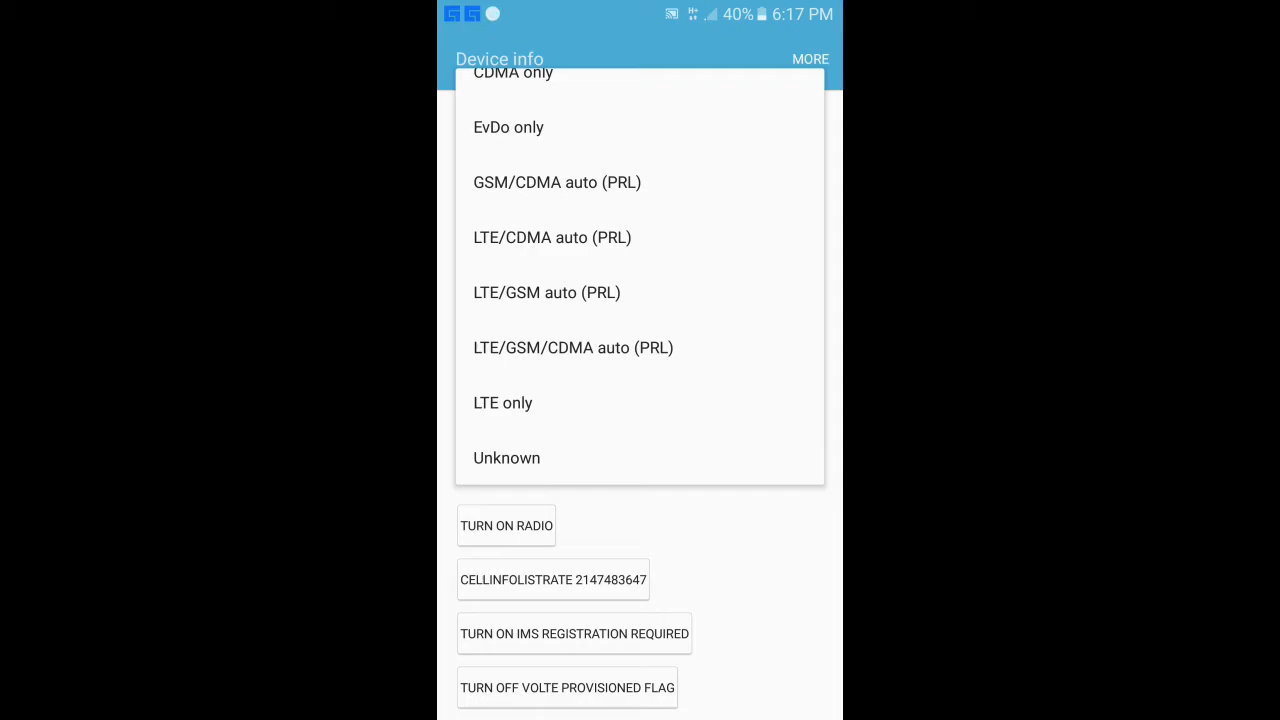 40% 6:17 PM
Device info MORE
CDMA only
EvDo only
GSM/CDMA auto (PRL)
LTE/CDMA auto (PRL)
LTE/GSM auto (PRL)
LTE/GSM/CDMA auto (PRL)
LTE only
Unknown
TURN ON RADIO
CELLINFOLISTRATE 2147483647
TURN ON IMS REGISTRATION REQUIRED
TURN OFF VOLTE PROVISIONED FLAG